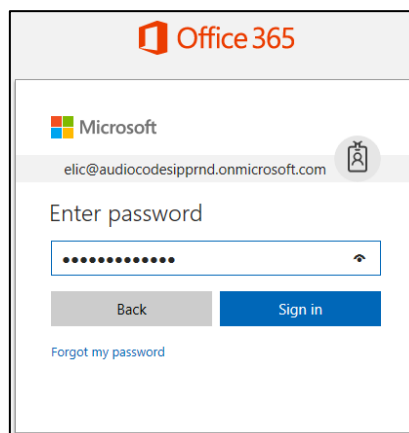 Office 365
Microsoft
elic@audiocodesipprnd.onmicrosoft.com
Enter password
●●●●●●●●●●●●●
Back Sign in
Forgot my password